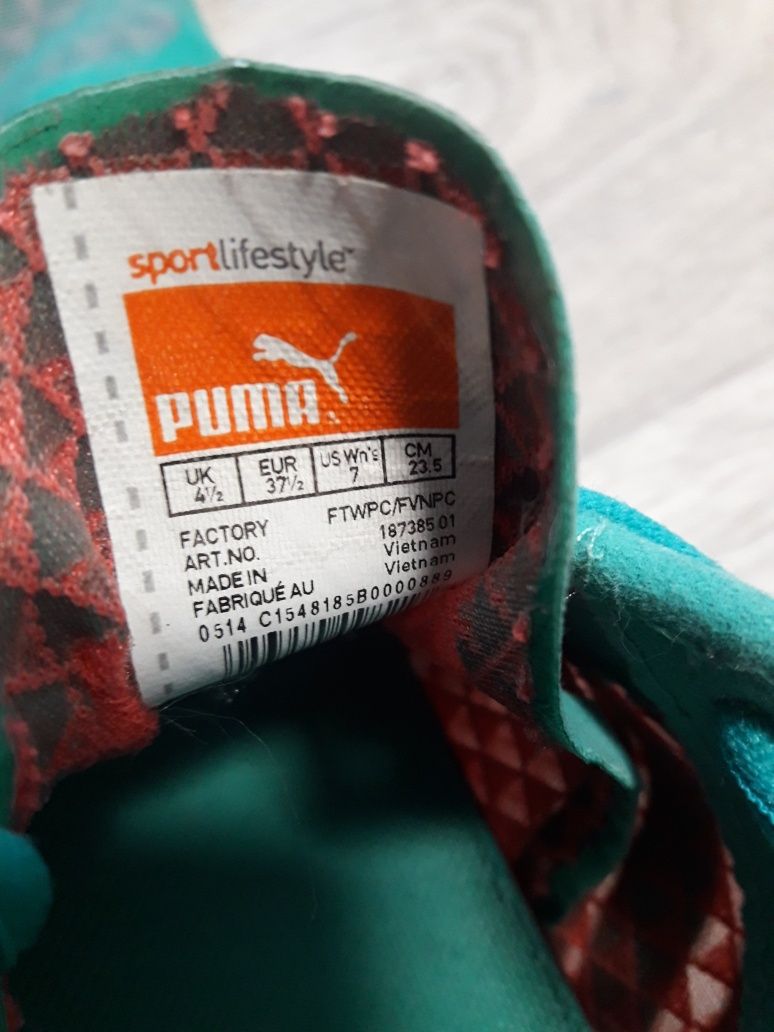 sportlifestyle™
PUMA
UK EUR US Wn's CM
4½ 37½ 7 23.5
FACTORY FTWPC/FVNPC
ART.NO. 187385 01
MADE IN Vietnam
FABRIQUÉ AU Vietnam
0514 C1548185B0000889